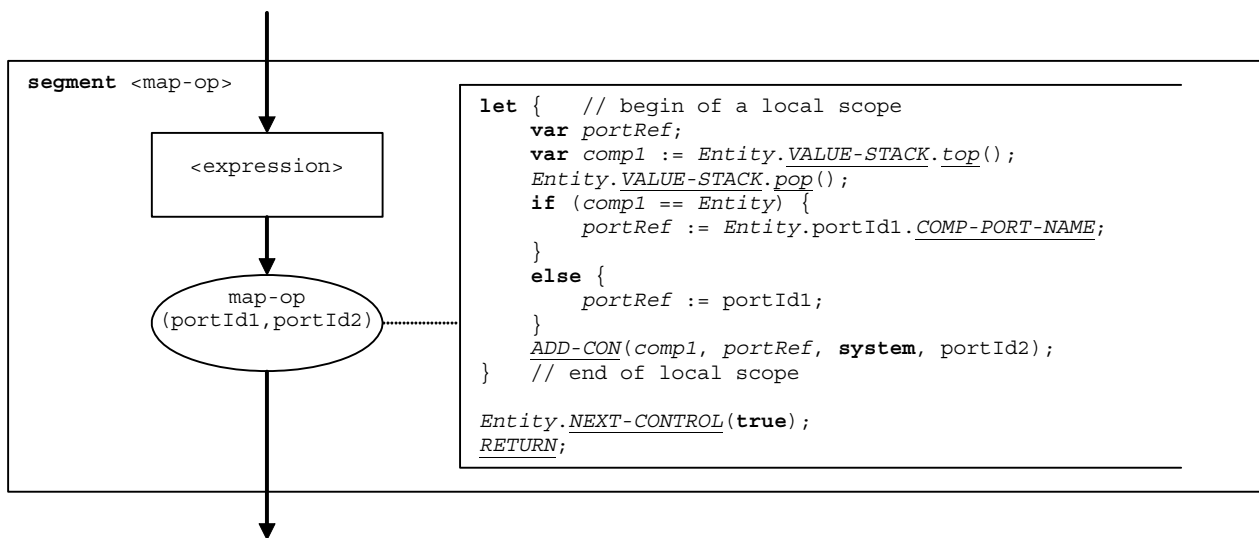 segment <map-op>
<expression>
map-op
(portId1,portId2)
let {   // begin of a local scope
    var portRef;
    var comp1 := Entity.VALUE-STACK.top();
    Entity.VALUE-STACK.pop();
    if (comp1 == Entity) {
        portRef := Entity.portId1.COMP-PORT-NAME;
    }
    else {
        portRef := portId1;
    }
    ADD-CON(comp1, portRef, system, portId2);
}   // end of local scope
Entity.NEXT-CONTROL(true);
RETURN;